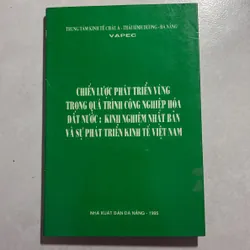 TRUNG TÂM KINH TẾ CHÂU Á - THÁI BÌNH DƯƠNG - ĐÀ NẴNG
VAPEC
CHIẾN LƯỢC PHÁT TRIỂN VÙNG
TRONG QUÁ TRÌNH CÔNG NGHIỆP HÓA
ĐẤT NƯỚC : KINH NGHIỆM NHẬT BẢN
VÀ SỰ PHÁT TRIỂN KINH TẾ VIỆT NAM
NHÀ XUẤT BẢN ĐÀ NẴNG - 1995